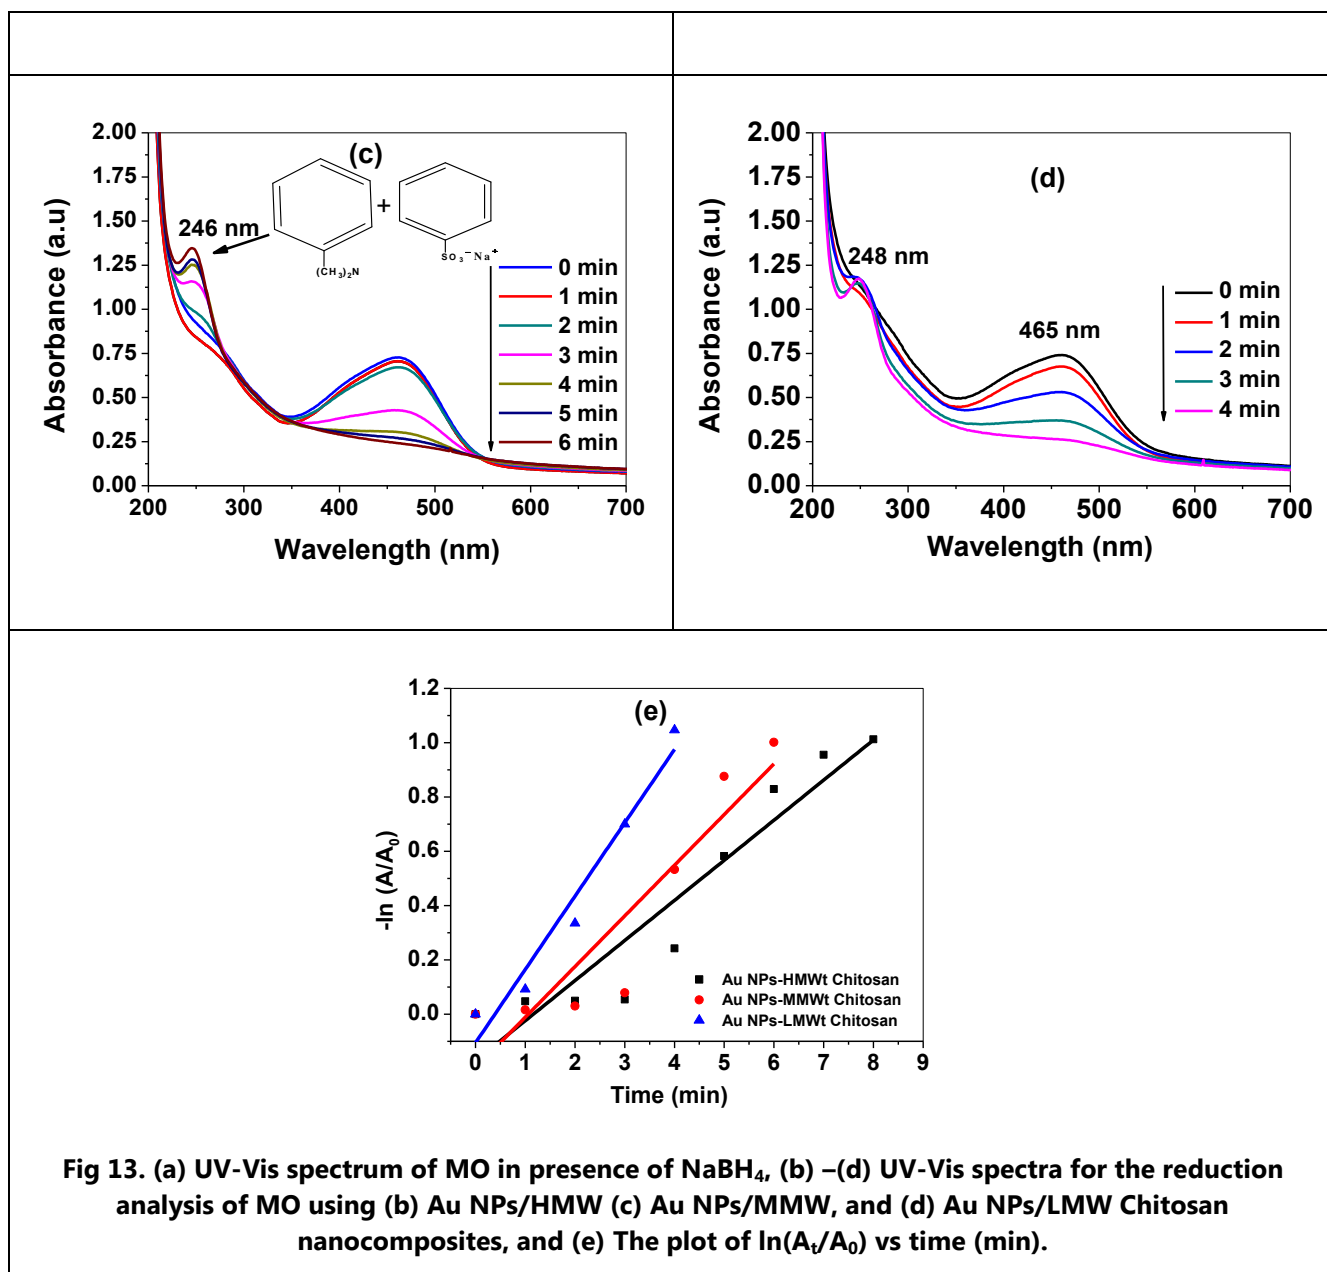 2.00
1.75
1.50
1.25
1.00
0.75
0.50
0.25
0.00
Absorbance (a.u)
(c)
246 nm
+
(CH₃)₂N
SO₃⁻Na⁺
0 min
1 min
2 min
3 min
4 min
5 min
6 min
200 300 400 500 600 700
Wavelength (nm)
2.00
1.75
1.50
1.25
1.00
0.75
0.50
0.25
0.00
Absorbance (a.u)
(d)
248 nm
465 nm
0 min
1 min
2 min
3 min
4 min
200 300 400 500 600 700
Wavelength (nm)
1.2
1.0
0.8
0.6
0.4
0.2
0.0
-ln (A/A₀)
(e)
Au NPs-HMWt Chitosan
Au NPs-MMWt Chitosan
Au NPs-LMWt Chitosan
0 1 2 3 4 5 6 7 8 9
Time (min)
Fig 13. (a) UV-Vis spectrum of MO in presence of NaBH₄, (b) –(d) UV-Vis spectra for the reduction
analysis of MO using (b) Au NPs/HMW (c) Au NPs/MMW, and (d) Au NPs/LMW Chitosan
nanocomposites, and (e) The plot of ln(Aₜ/A₀) vs time (min).